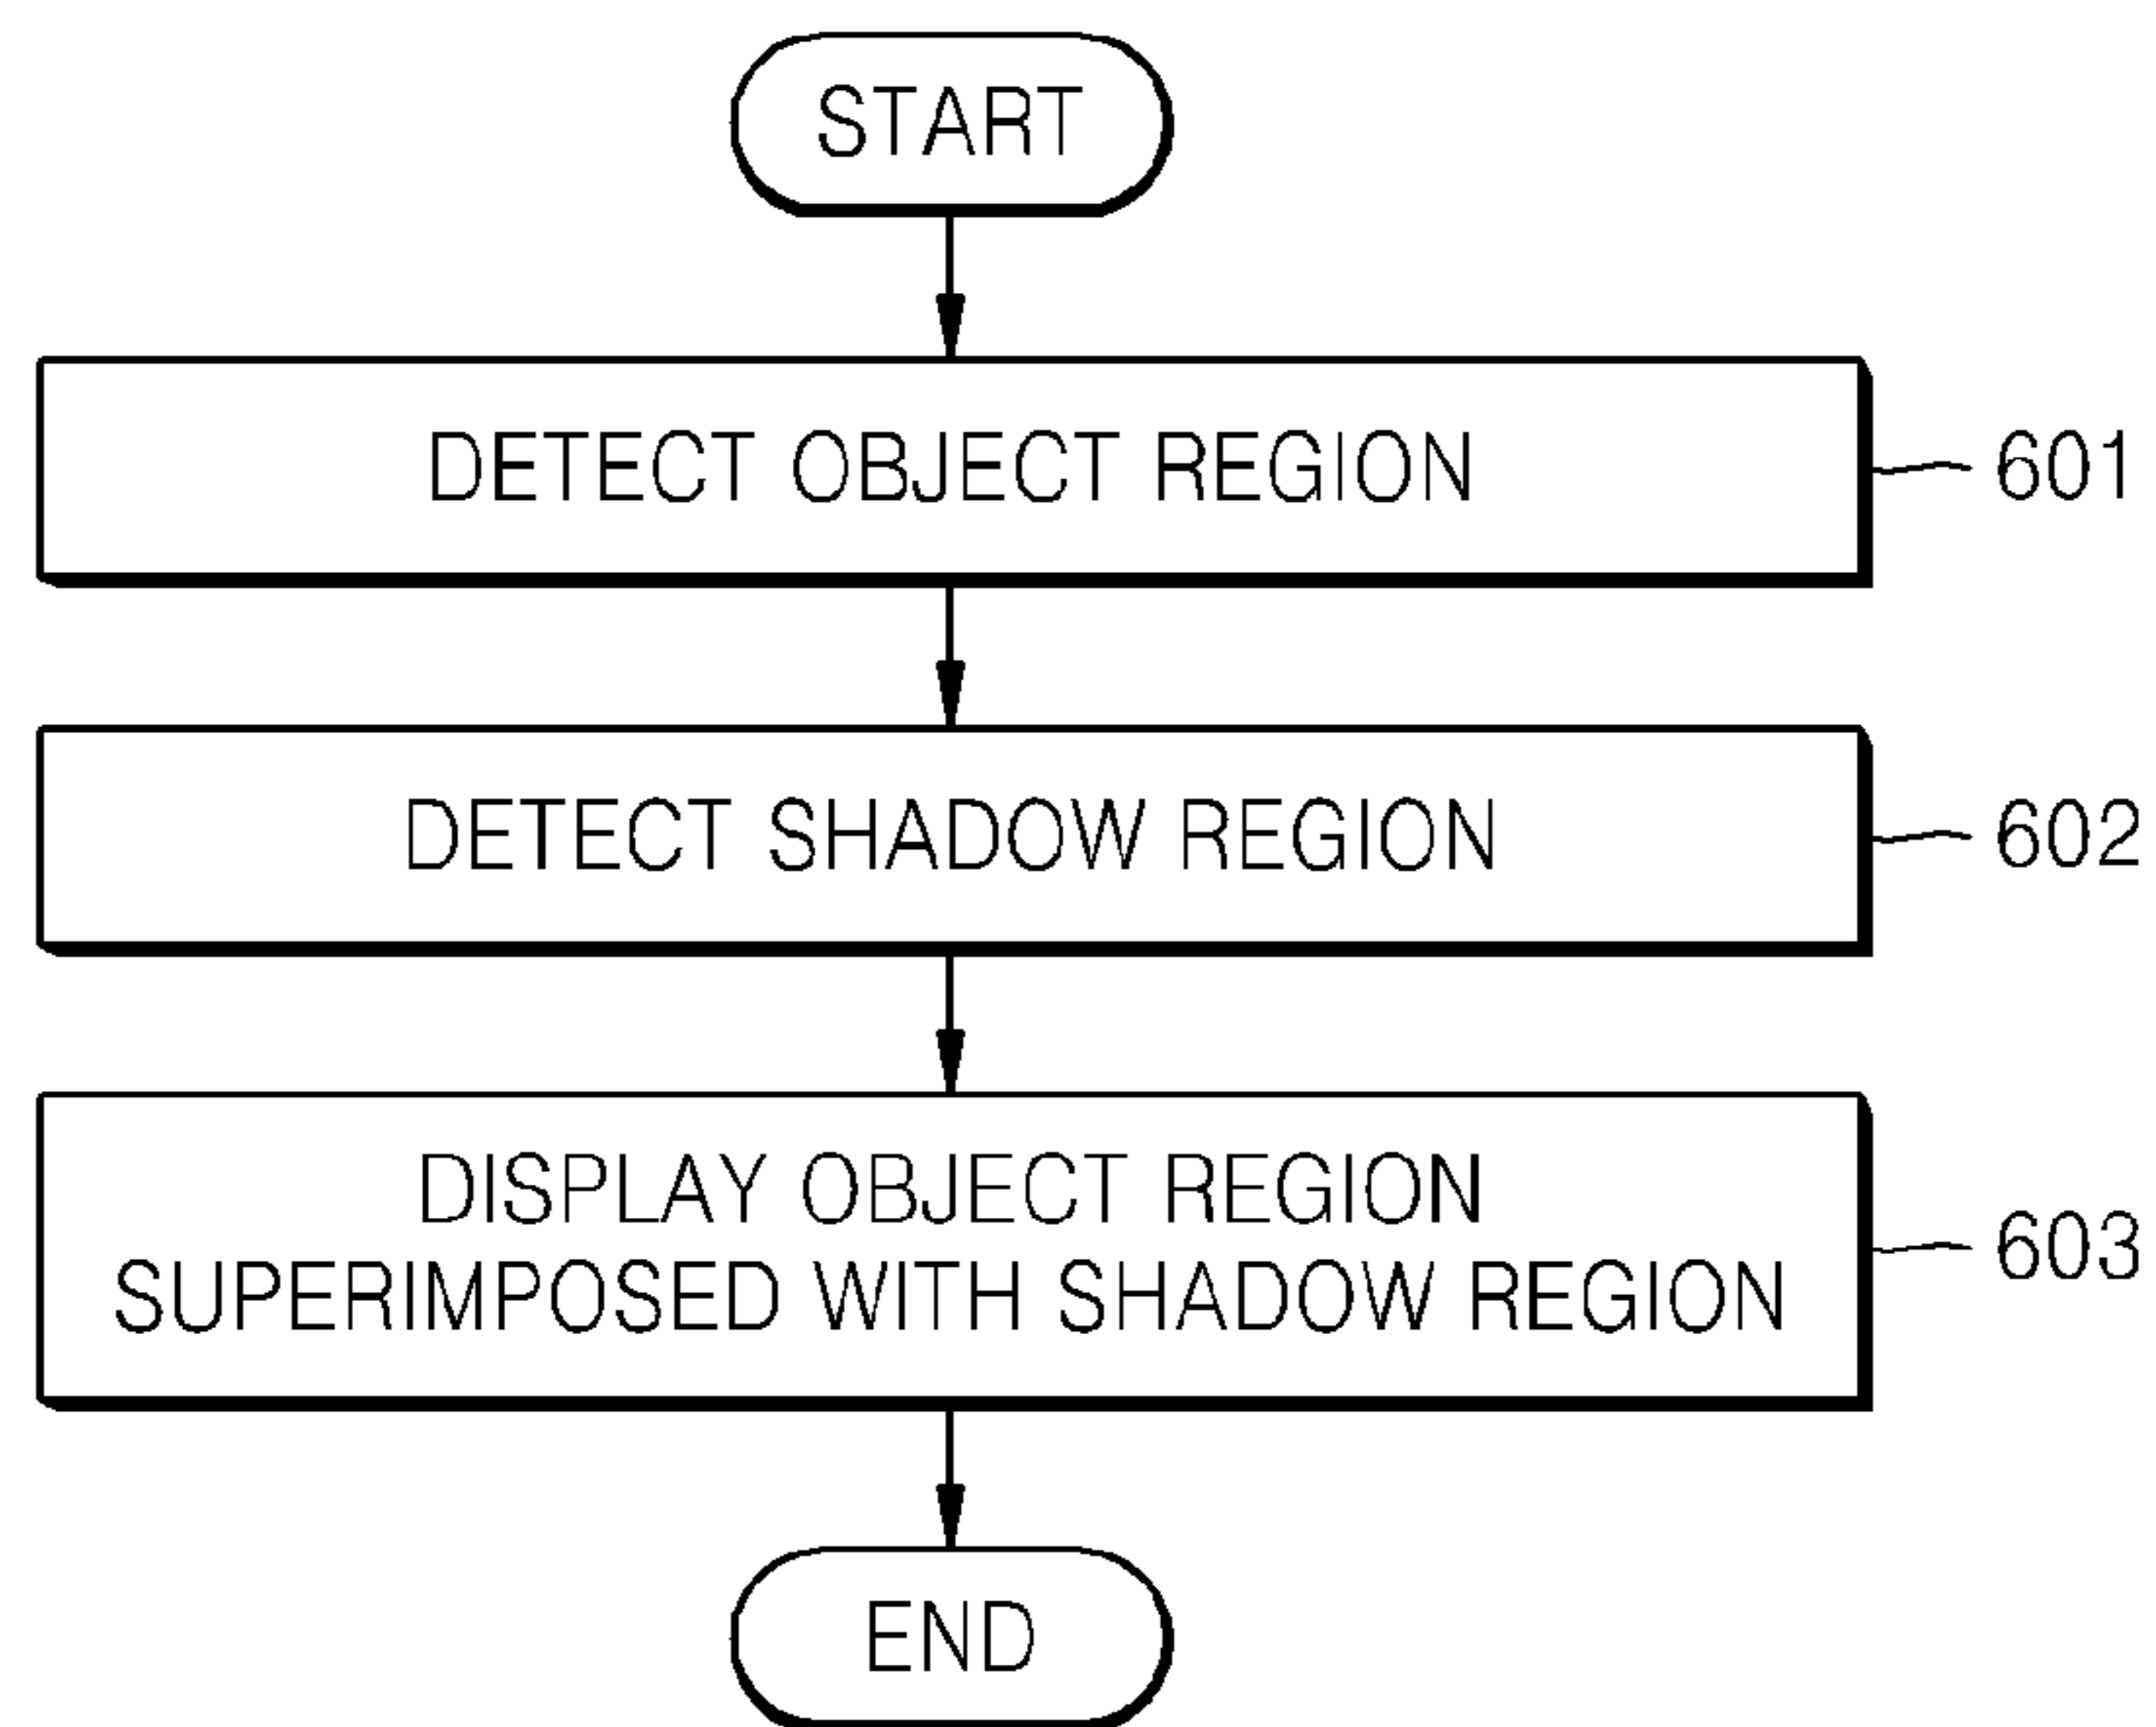 START
DETECT OBJECT REGION
601
DETECT SHADOW REGION
602
DISPLAY OBJECT REGION
SUPERIMPOSED WITH SHADOW REGION
603
END